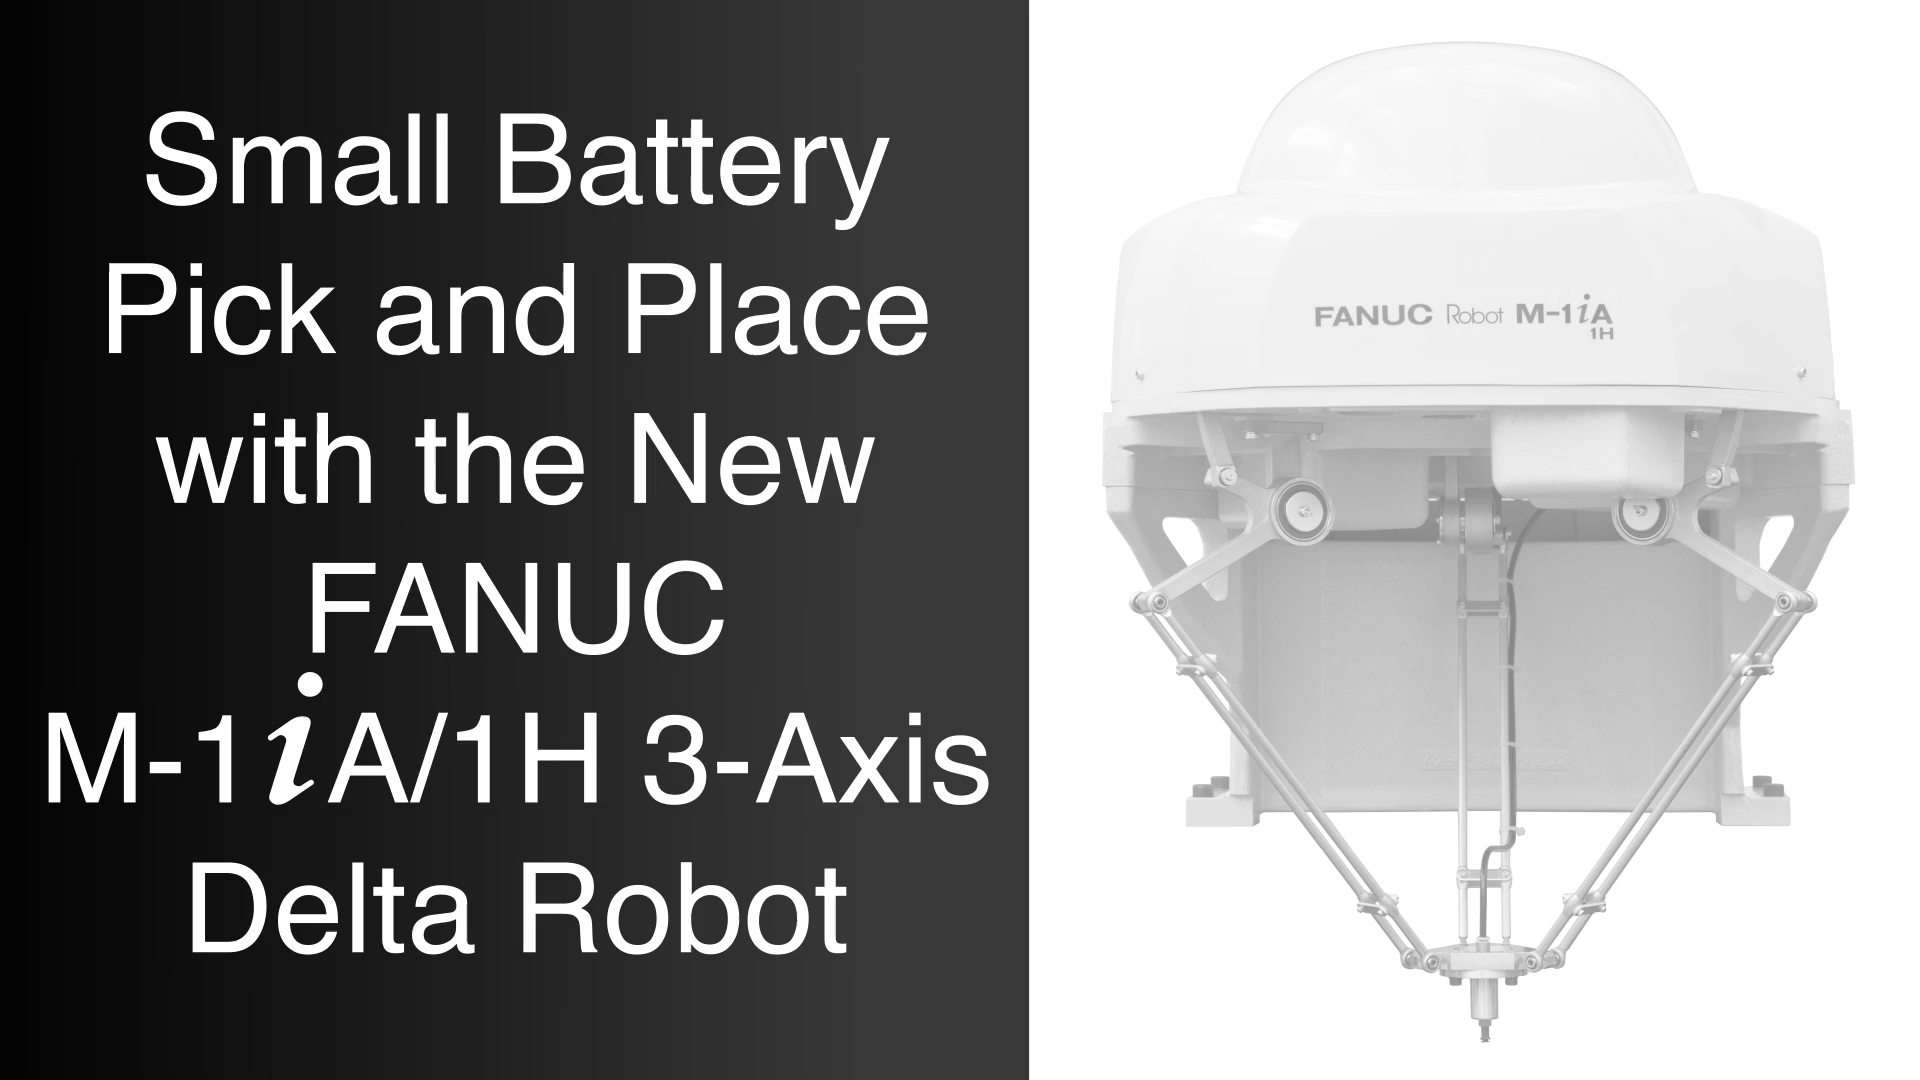 Small Battery
Pick and Place
with the New
FANUC
M-1iA/1H 3-Axis
Delta Robot
FANUC Robot M-1iA
1H